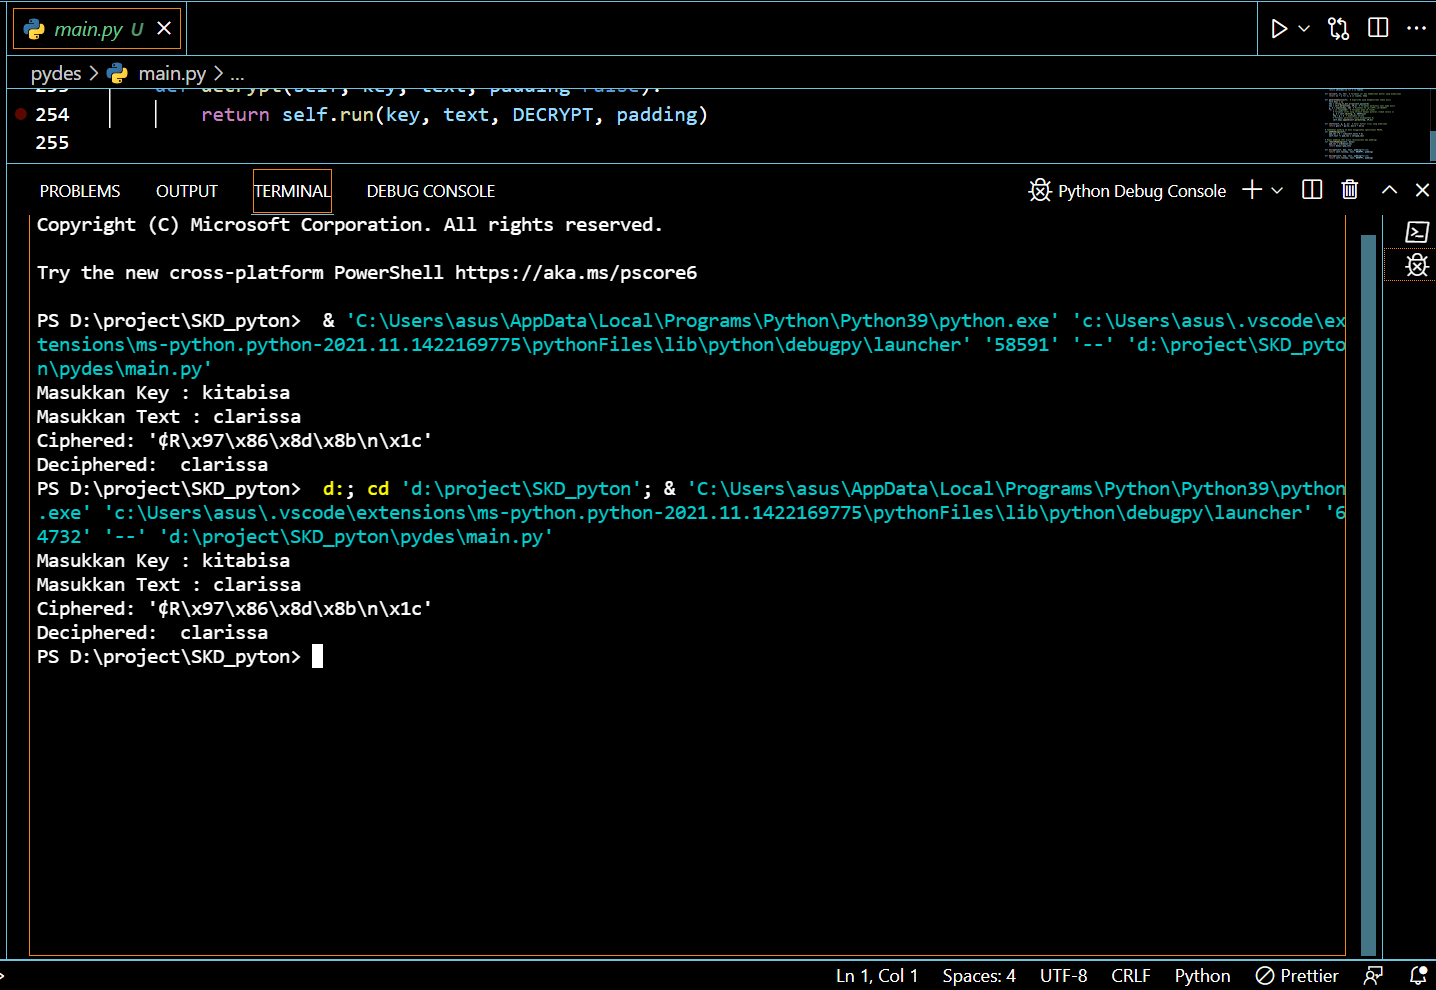 main.py U
pydes > main.py > ...
253 def decrypt(self, key, text, padding=False):
254 return self.run(key, text, DECRYPT, padding)
255
PROBLEMS OUTPUT TERMINAL DEBUG CONSOLE Python Debug Console
Copyright (C) Microsoft Corporation. All rights reserved.
Try the new cross-platform PowerShell https://aka.ms/pscore6
PS D:\project\SKD_pyton>  & 'C:\Users\asus\AppData\Local\Programs\Python\Python39\python.exe' 'c:\Users\asus\.vscode\ex
tensions\ms-python.python-2021.11.1422169775\pythonFiles\lib\python\debugpy\launcher' '58591' '--' 'd:\project\SKD_pyto
n\pydes\main.py'
Masukkan Key : kitabisa
Masukkan Text : clarissa
Ciphered: '¢R\x97\x86\x8d\x8b\n\x1c'
Deciphered:  clarissa
PS D:\project\SKD_pyton>  d:; cd 'd:\project\SKD_pyton'; & 'C:\Users\asus\AppData\Local\Programs\Python\Python39\python
.exe' 'c:\Users\asus\.vscode\extensions\ms-python.python-2021.11.1422169775\pythonFiles\lib\python\debugpy\launcher' '6
4732' '--' 'd:\project\SKD_pyton\pydes\main.py'
Masukkan Key : kitabisa
Masukkan Text : clarissa
Ciphered: '¢R\x97\x86\x8d\x8b\n\x1c'
Deciphered:  clarissa
PS D:\project\SKD_pyton>
Ln 1, Col 1 Spaces: 4 UTF-8 CRLF Python Prettier